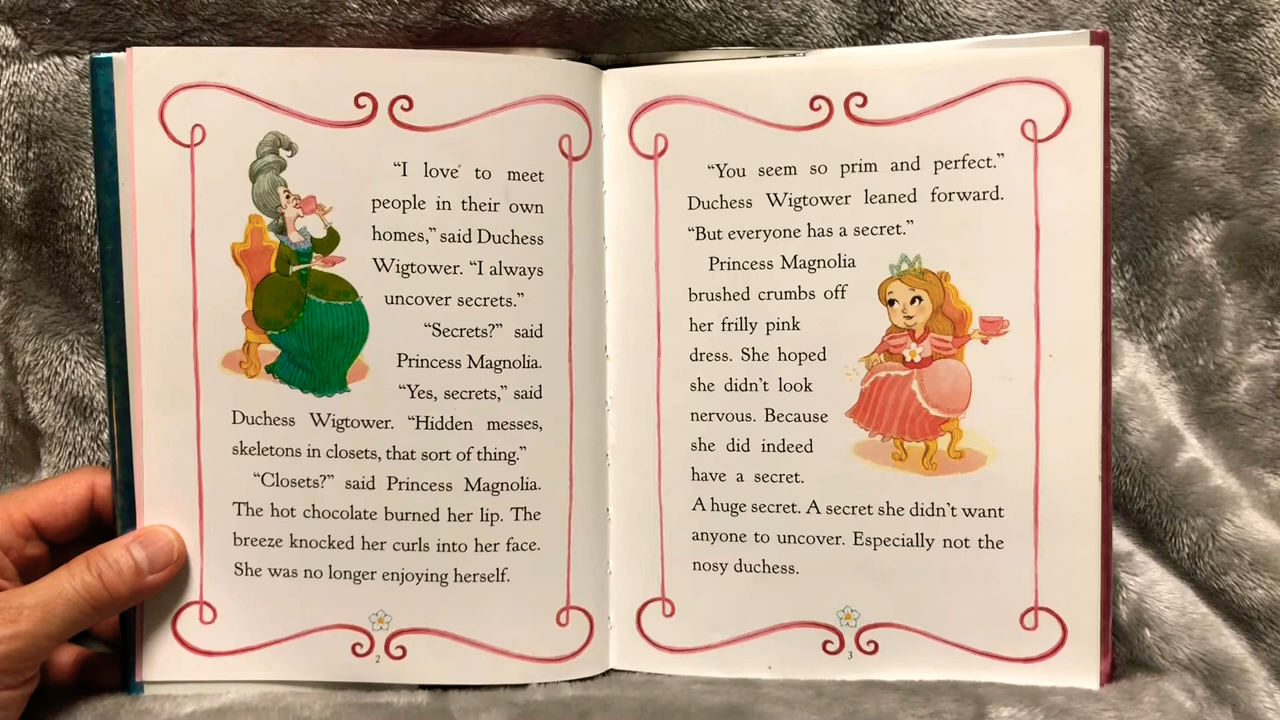 “I love to meet
people in their own
homes,” said Duchess
Wigtower. “I always
uncover secrets.”
“Secrets?” said
Princess Magnolia.
“Yes, secrets,” said
Duchess Wigtower. “Hidden messes,
skeletons in closets, that sort of thing.”
“Closets?” said Princess Magnolia.
The hot chocolate burned her lip. The
breeze knocked her curls into her face.
She was no longer enjoying herself.
2
“You seem so prim and perfect.”
Duchess Wigtower leaned forward.
“But everyone has a secret.”
Princess Magnolia
brushed crumbs off
her frilly pink
dress. She hoped
she didn’t look
nervous. Because
she did indeed
have a secret.
A huge secret. A secret she didn’t want
anyone to uncover. Especially not the
nosy duchess.
3